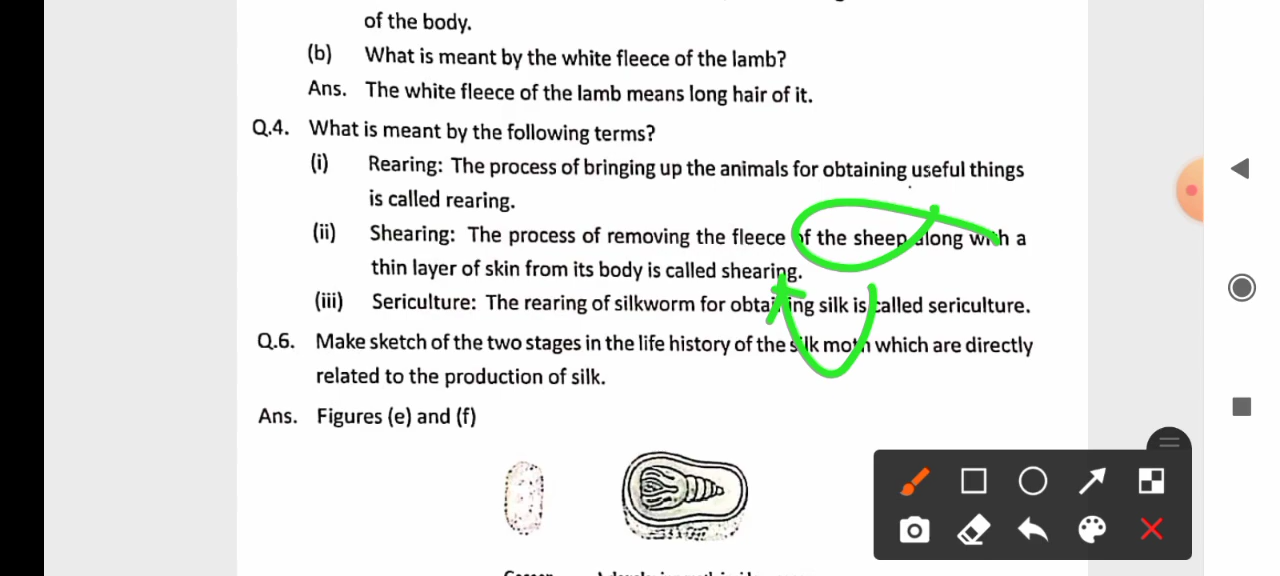 of the body.
(b) What is meant by the white fleece of the lamb?
Ans. The white fleece of the lamb means long hair of it.
Q.4. What is meant by the following terms?
(i) Rearing: The process of bringing up the animals for obtaining useful things
is called rearing.
(ii) Shearing: The process of removing the fleece of the sheep along with a
thin layer of skin from its body is called shearing.
(iii) Sericulture: The rearing of silkworm for obtaining silk is called sericulture.
Q.6. Make sketch of the two stages in the life history of the silk moth which are directly
related to the production of silk.
Ans. Figures (e) and (f)